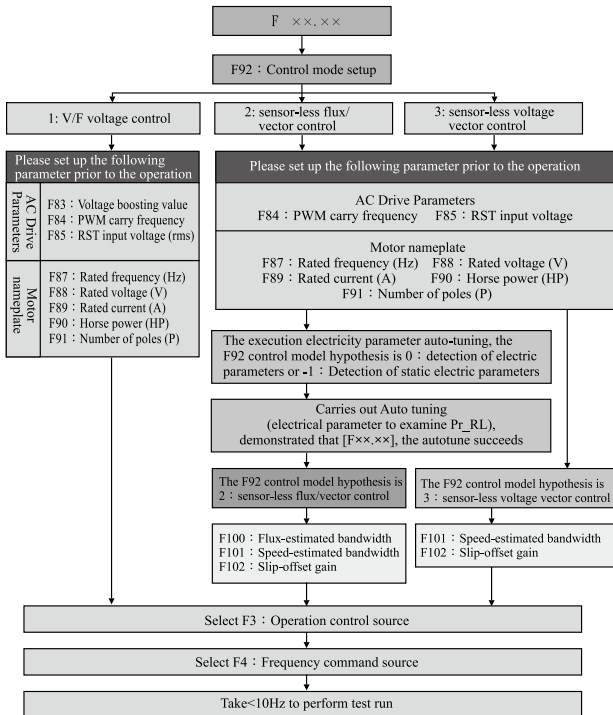 F ××.××
F92：Control mode setup
1: V/F voltage control
2: sensor-less flux/
vector control
3: sensor-less voltage
vector control
Please set up the following
parameter prior to the operation
AC Drive
Parameters
F83：Voltage boosting value
F84：PWM carry frequency
F85：RST input voltage (rms)
Motor
nameplate
F87：Rated frequency (Hz)
F88：Rated voltage (V)
F89：Rated current (A)
F90：Horse power (HP)
F91：Number of poles (P)
Please set up the following parameter prior to the operation
AC Drive Parameters
F84：PWM carry frequency F85：RST input voltage
Motor nameplate
F87：Rated frequency (Hz) F88：Rated voltage (V)
F89：Rated current (A) F90：Horse power (HP)
F91：Number of poles (P)
The execution electricity parameter auto-tuning, the
F92 control model hypothesis is 0：detection of electric
parameters or -1：Detection of static electric parameters
Carries out Auto tuning
(electrical parameter to examine Pr_RL),
demonstrated that [F××.××], the autotune succeeds
The F92 control model hypothesis is
2：sensor-less flux/vector control
The F92 control model hypothesis is
3：sensor-less voltage vector control
F100：Flux-estimated bandwidth
F101：Speed-estimated bandwidth
F102：Slip-offset gain
F101：Speed-estimated bandwidth
F102：Slip-offset gain
Select F3：Operation control source
Select F4：Frequency command source
Take<10Hz to perform test run